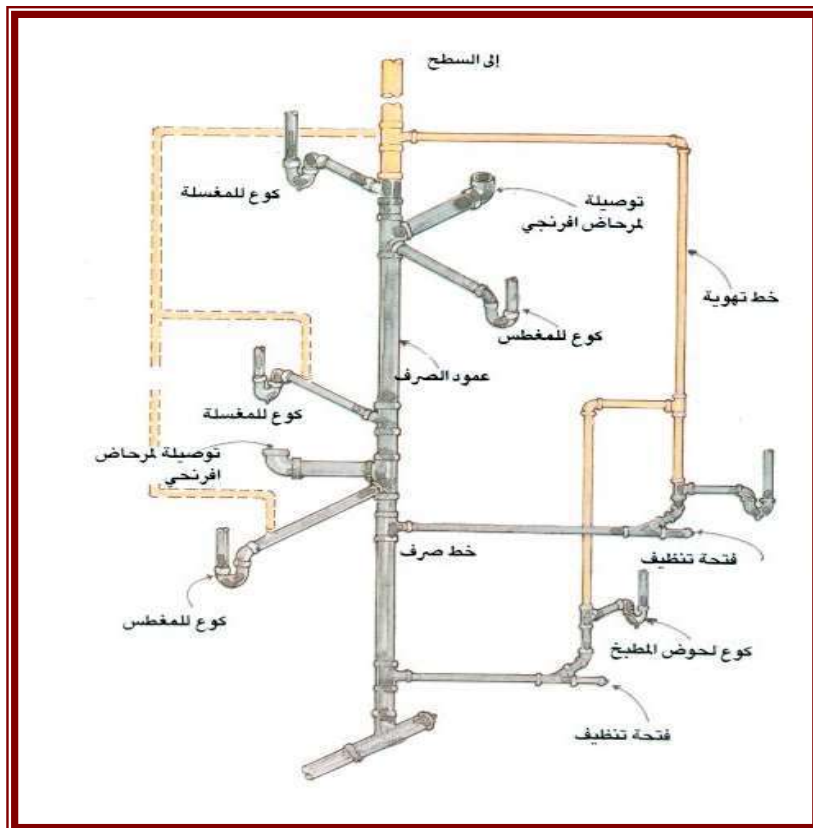 إلى السطح
كوع للمغسلة
توصيلة
لمرحاض افرنجي
خط تهوية
كوع للمغطس
عمود الصرف
كوع للمغسلة
توصيلة لمرحاض
افرنجي
خط صرف
فتحة تنظيف
كوع للمغطس
كوع لحوض المطبخ
فتحة تنظيف